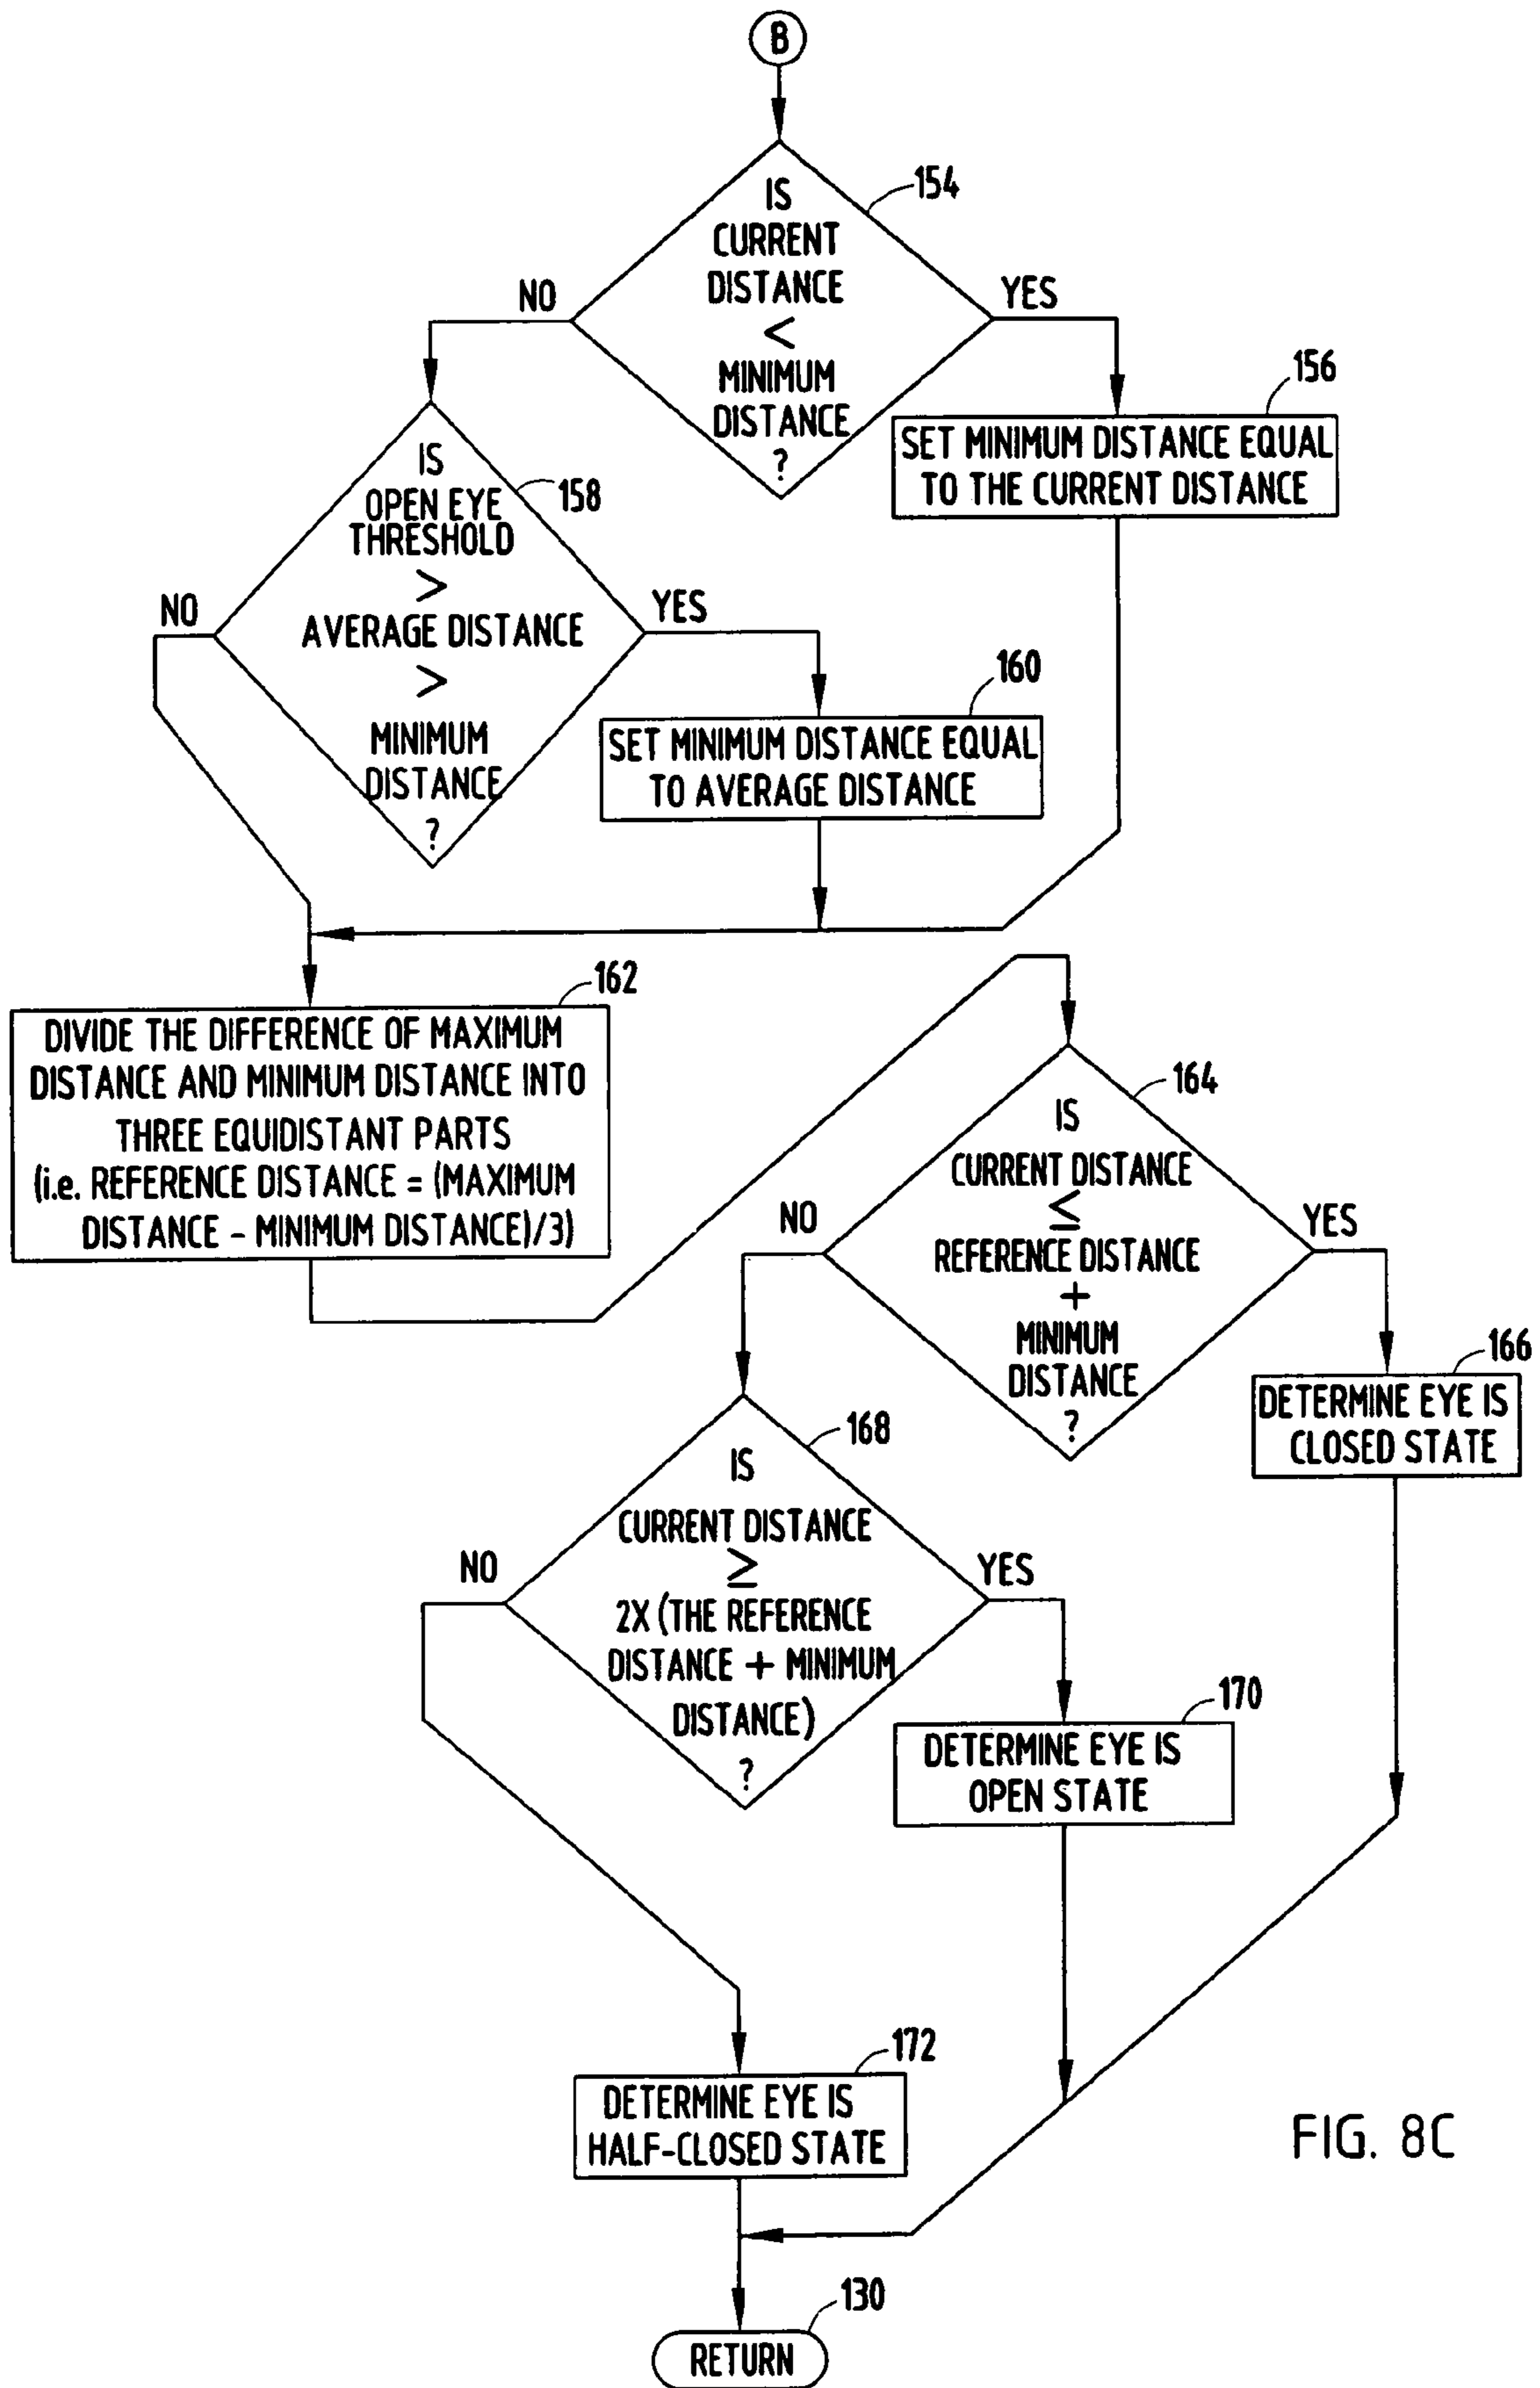 B
IS
CURRENT
DISTANCE
<
MINIMUM
DISTANCE
?
154
NO
YES
156
SET MINIMUM DISTANCE EQUAL
TO THE CURRENT DISTANCE
IS
OPEN EYE
THRESHOLD
>
AVERAGE DISTANCE
>
MINIMUM
DISTANCE
?
158
NO
YES
160
SET MINIMUM DISTANCE EQUAL
TO AVERAGE DISTANCE
162
DIVIDE THE DIFFERENCE OF MAXIMUM
DISTANCE AND MINIMUM DISTANCE INTO
THREE EQUIDISTANT PARTS
(i.e. REFERENCE DISTANCE = (MAXIMUM
DISTANCE - MINIMUM DISTANCE)/3)
164
IS
CURRENT DISTANCE
≤
REFERENCE DISTANCE
+
MINIMUM
DISTANCE
?
NO
YES
166
DETERMINE EYE IS
CLOSED STATE
168
IS
CURRENT DISTANCE
≥
2X (THE REFERENCE
DISTANCE + MINIMUM
DISTANCE)
?
NO
YES
170
DETERMINE EYE IS
OPEN STATE
172
DETERMINE EYE IS
HALF-CLOSED STATE
FIG. 8C
130
RETURN